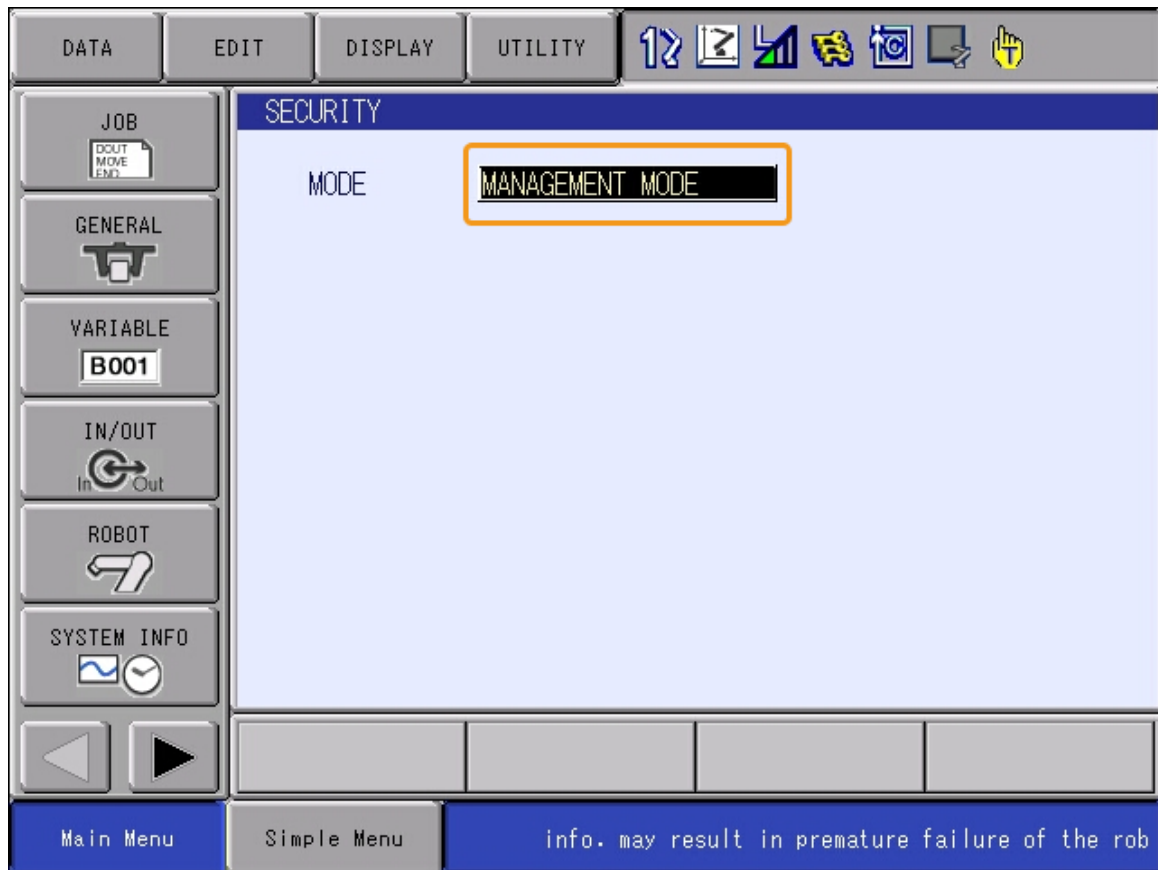 DATA
EDIT
DISPLAY
UTILITY
SECURITY
MODE
MANAGEMENT MODE
JOB
DOUT
MOVE
END
GENERAL
VARIABLE
B001
IN/OUT
In Out
ROBOT
SYSTEM INFO
Main Menu
Simple Menu
info. may result in premature failure of the rob